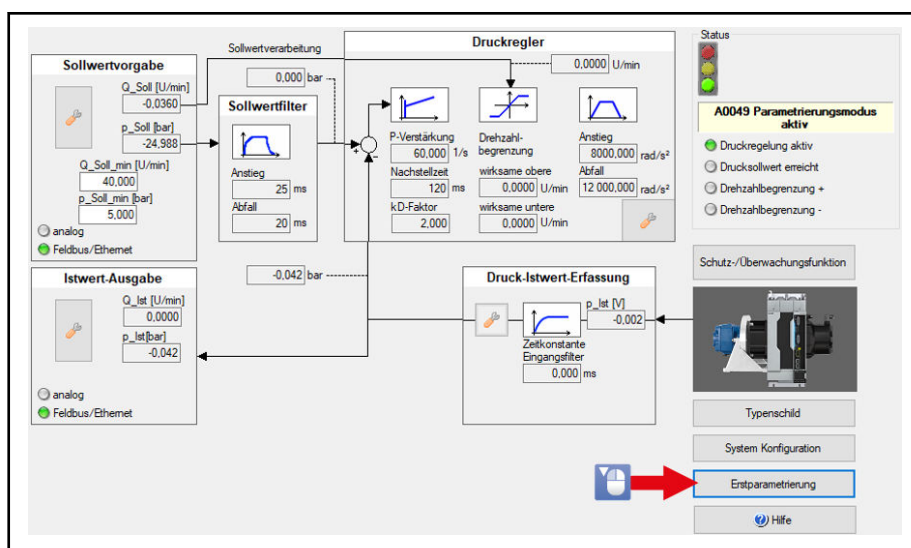 Sollwertvorgabe
Q_Soll [U/min]
-0.0360
p_Soll [bar]
-24,988
Q_Soll_min [U/min]
40,000
p_Soll_min [bar]
5,000
analog
Feldbus/Ethernet
Sollwertverarbeitung
0,000 bar
Sollwertfilter
Anstieg
25 ms
Abfall
20 ms
Druckregler
0,0000 U/min
P-Verstärkung
60,000 1/s
Nachstellzeit
120 ms
kD-Faktor
2,000
Drehzahl-
begrenzung
wirksame obere
0,0000 U/min
wirksame untere
0,0000 U/min
Anstieg
8000,000 rad/s²
Abfall
12 000,000 rad/s²
Status
A0049 Parametrierungsmodus
aktiv
Druckregelung aktiv
Drucksollwert erreicht
Drehzahlbegrenzung +
Drehzahlbegrenzung -
Istwert-Ausgabe
Q_Ist [U/min]
0,0000
p_Ist[bar]
-0,042
analog
Feldbus/Ethernet
-0,042 bar
Druck-Istwert-Erfassung
p_Ist [V]
-0,002
Zeitkonstante
Eingangsfilter
0,000 ms
Schutz-/Überwachungsfunktion
Typenschild
System Konfiguration
Erstparametrierung
Hilfe